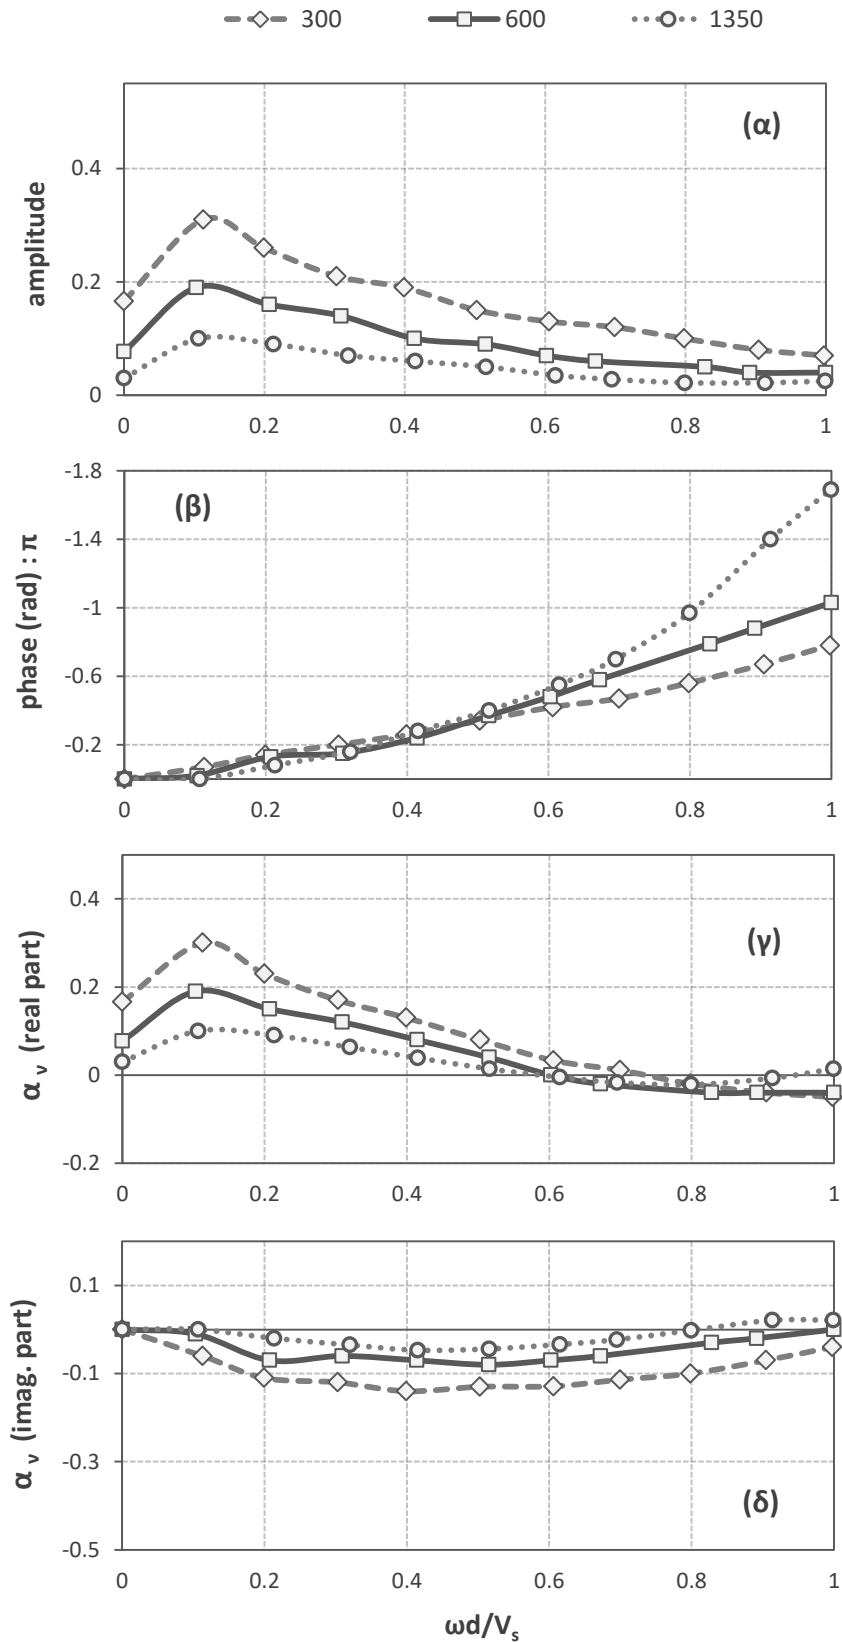 300 600 1350
(α)
amplitude
0.4
0.2
0
0 0.2 0.4 0.6 0.8 1
(β)
phase (rad) : π
-1.8
-1.4
-1
-0.6
-0.2
0 0.2 0.4 0.6 0.8 1
(γ)
α ᵥ (real part)
0.4
0.2
0
-0.2
0 0.2 0.4 0.6 0.8 1
α ᵥ (imag. part)
0.1
-0.1
-0.3
-0.5
(δ)
0 0.2 0.4 0.6 0.8 1
ωd/Vₛ